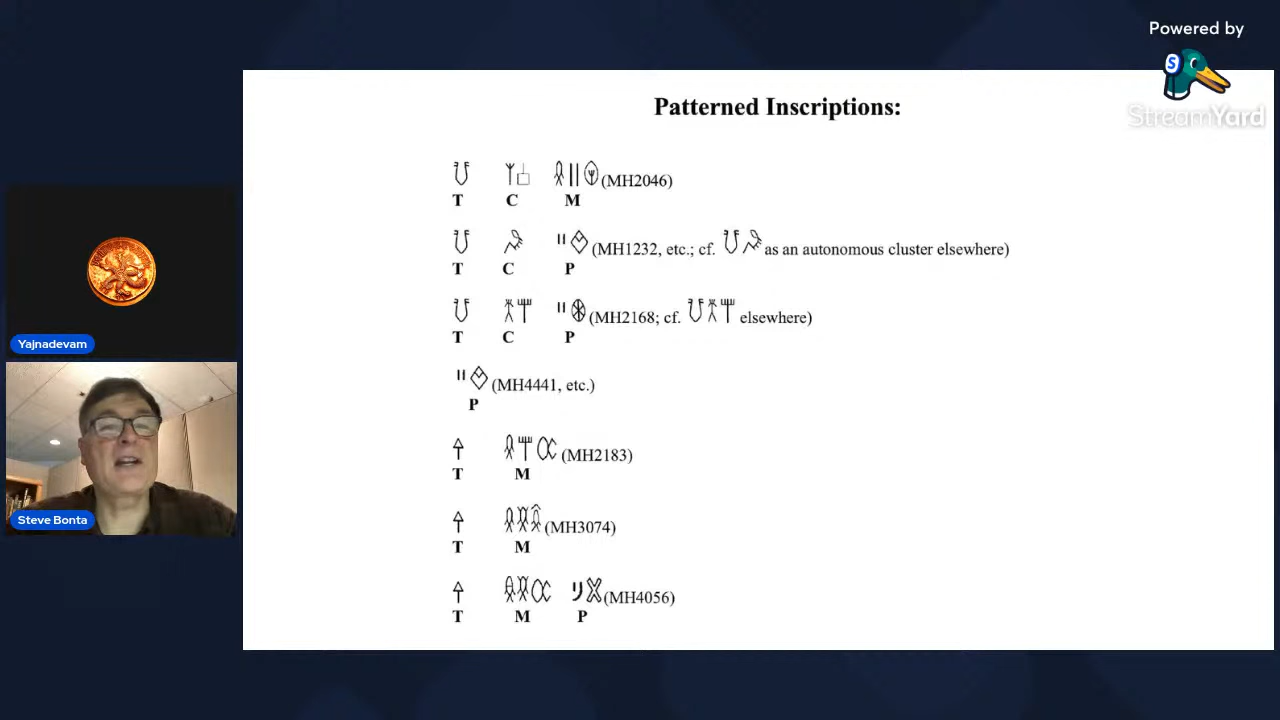 Powered by
StreamYard
Patterned Inscriptions:
(MH2046)
T C M
(MH1232, etc.; cf. as an autonomous cluster elsewhere)
T C P
(MH2168; cf. elsewhere)
T C P
(MH4441, etc.)
P
(MH2183)
T M
(MH3074)
T M
(MH4056)
T M P
Yajnadevam
Steve Bonta